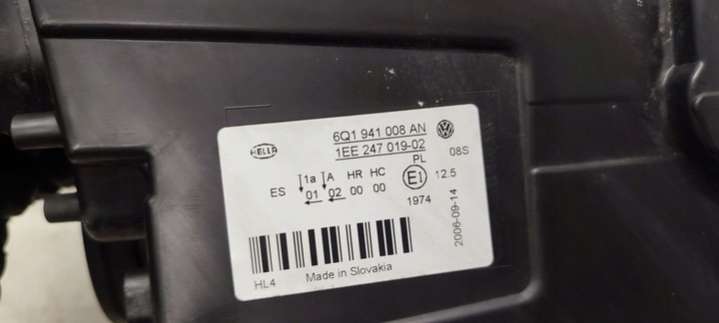 HELLA
6Q1 941 008 AN
1EE 247 019-02
PL
08S
ES
1a A HR HC
01 02 00 00
E1
12.5
1974
2006-09-14
HL4
Made in Slovakia